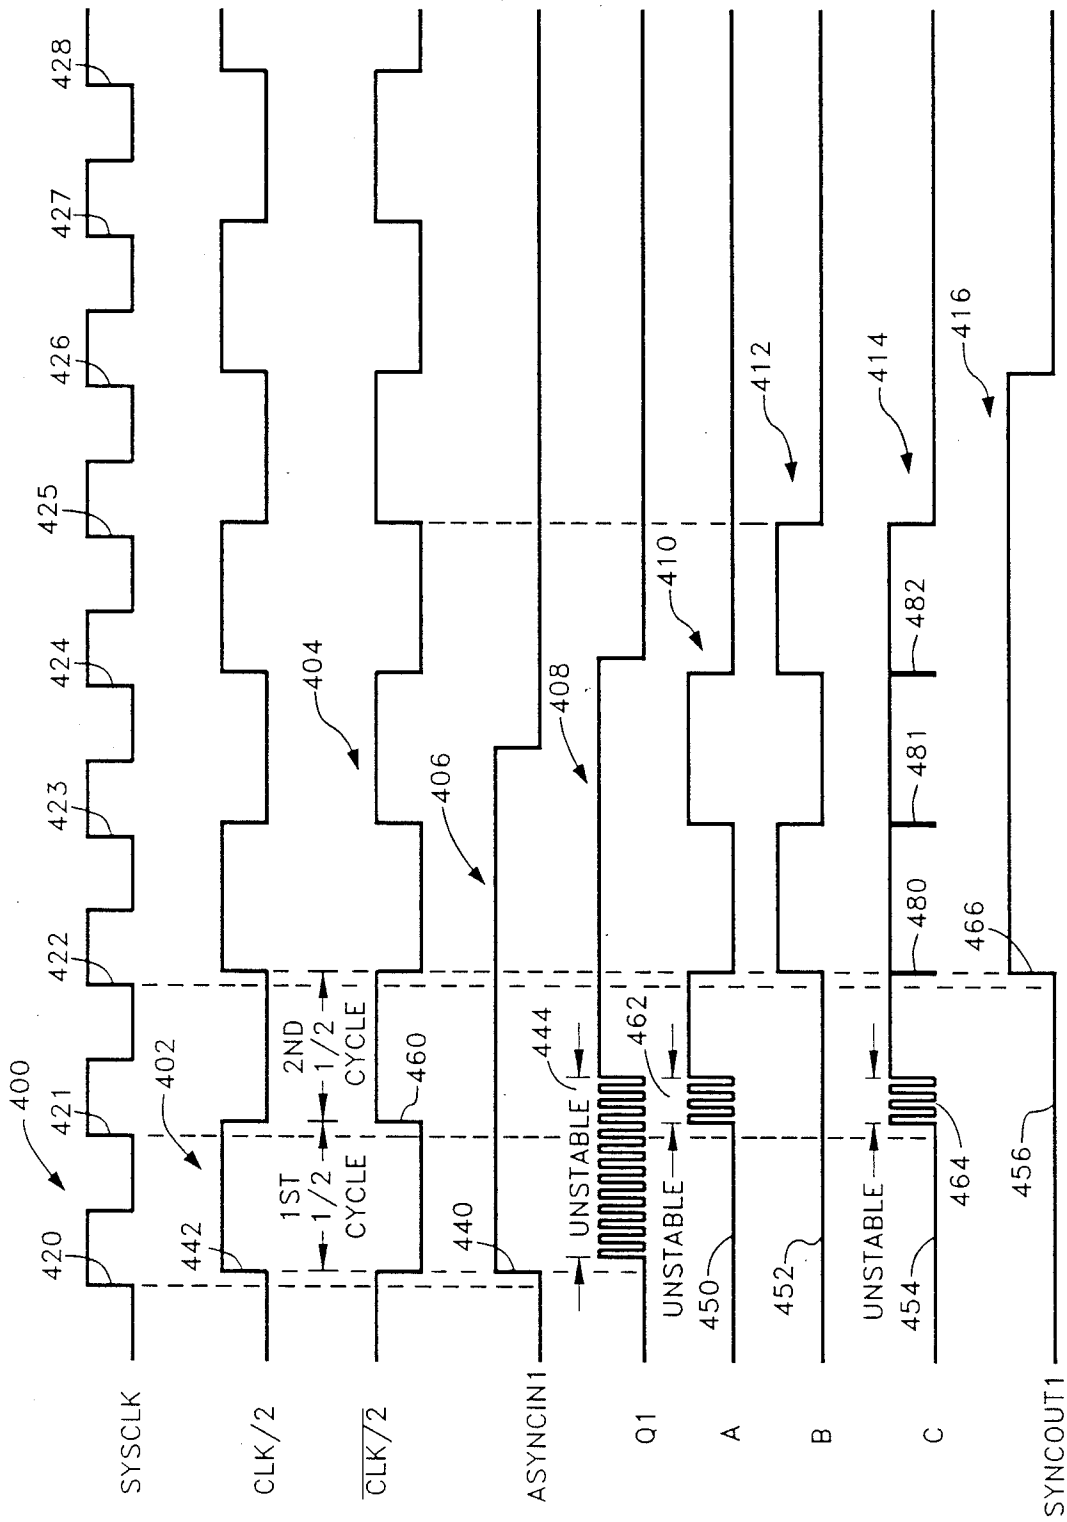 400
420
421
422
423
424
425
426
427
428
SYSCLK
402
442
CLK/2
1ST
1/2
CYCLE
2ND
1/2
CYCLE
404
460
CLK/2
406
440
ASYNCIN1
408
UNSTABLE
444
Q1
410
UNSTABLE
462
450
A
412
452
B
414
UNSTABLE
454
464
480
481
482
C
416
456
466
SYNCOUT1